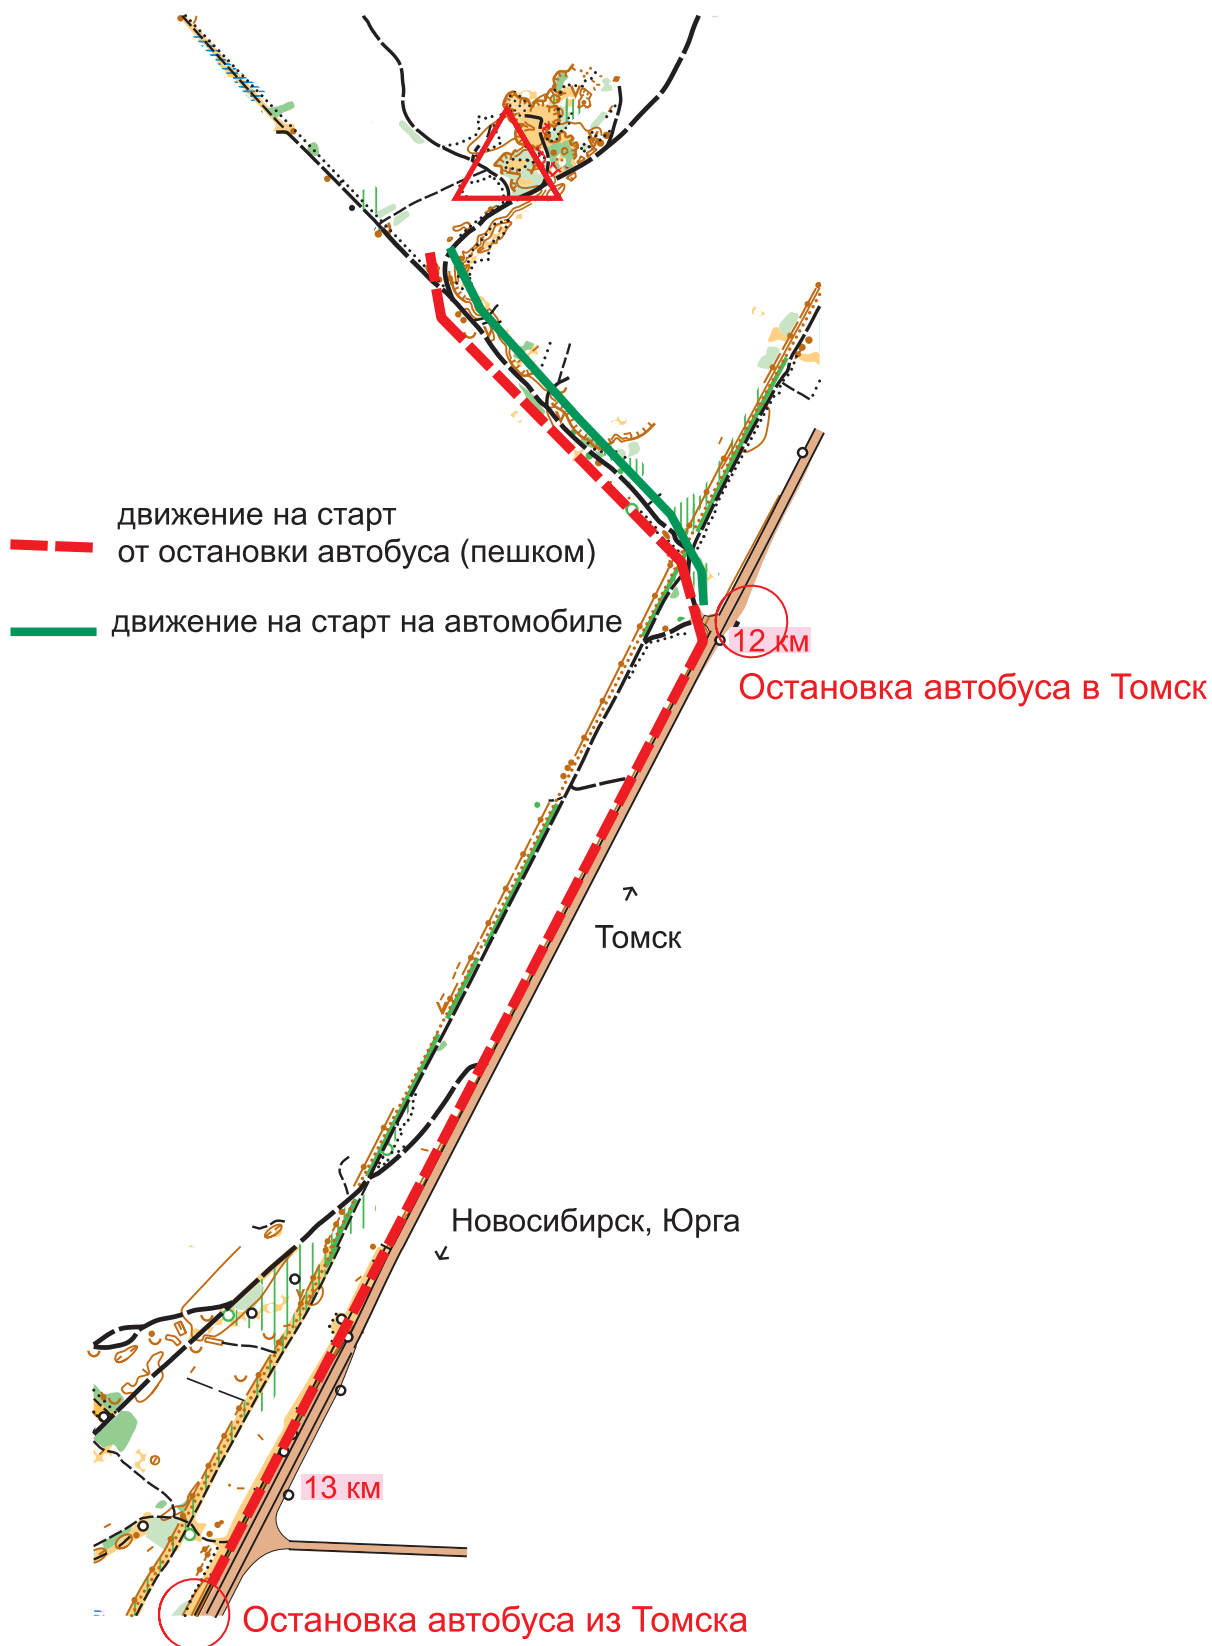 движение на старт
от остановки автобуса (пешком)
движение на старт на автомобиле
12 км
Остановка автобуса в Томск
Томск
Новосибирск, Юрга
13 км
Остановка автобуса из Томска